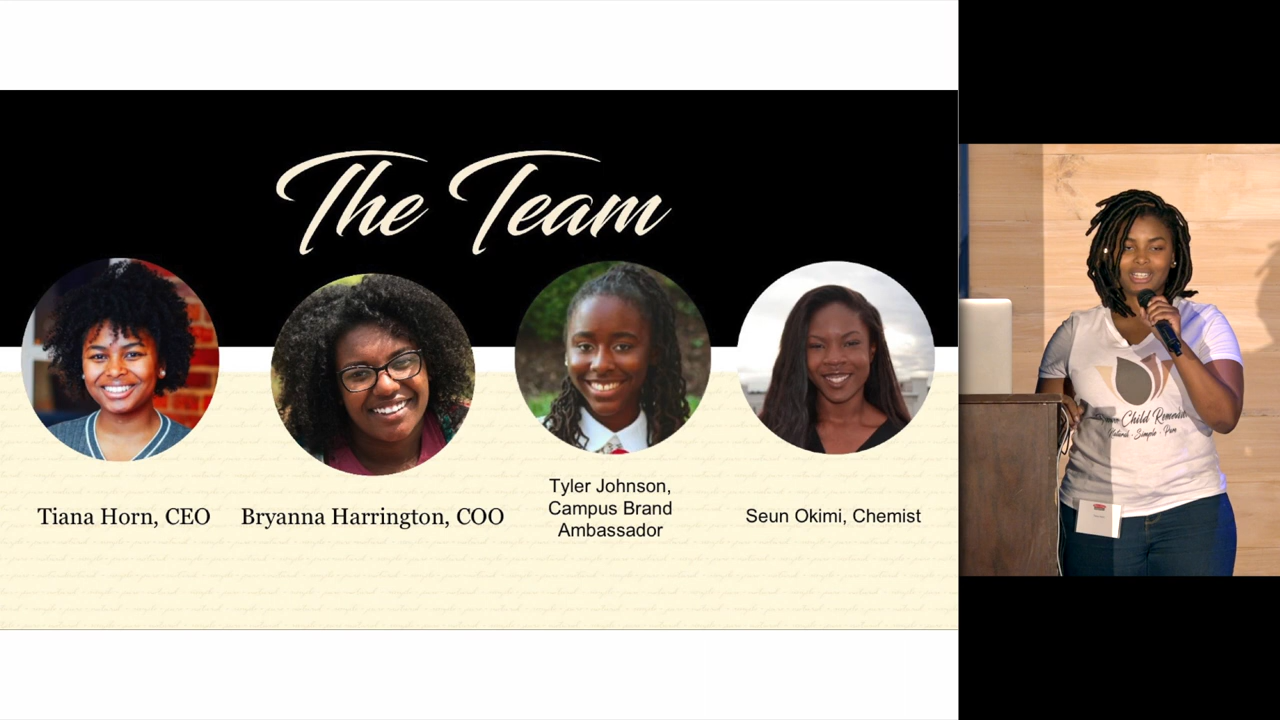 The Team
Tiana Horn, CEO
Bryanna Harrington, COO
Tyler Johnson,
Campus Brand
Ambassador
Seun Okimi, Chemist
Child
Natural - Simple - Pure